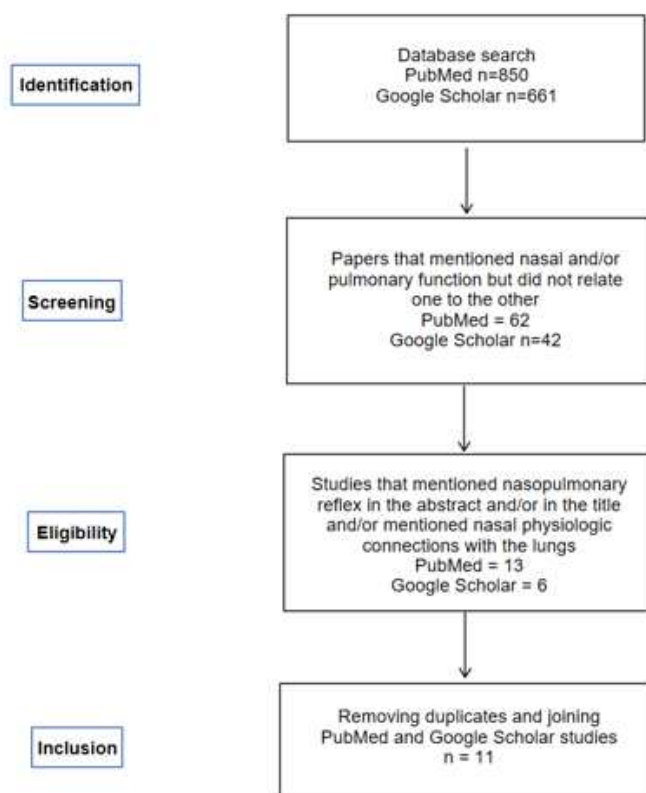 Identification
Database search
PubMed n=850
Google Scholar n=661
Screening
Papers that mentioned nasal and/or
pulmonary function but did not relate
one to the other
PubMed = 62
Google Scholar n=42
Eligibility
Studies that mentioned nasopulmonary
reflex in the abstract and/or in the title
and/or mentioned nasal physiologic
connections with the lungs
PubMed = 13
Google Scholar = 6
Inclusion
Removing duplicates and joining
PubMed and Google Scholar studies
n = 11